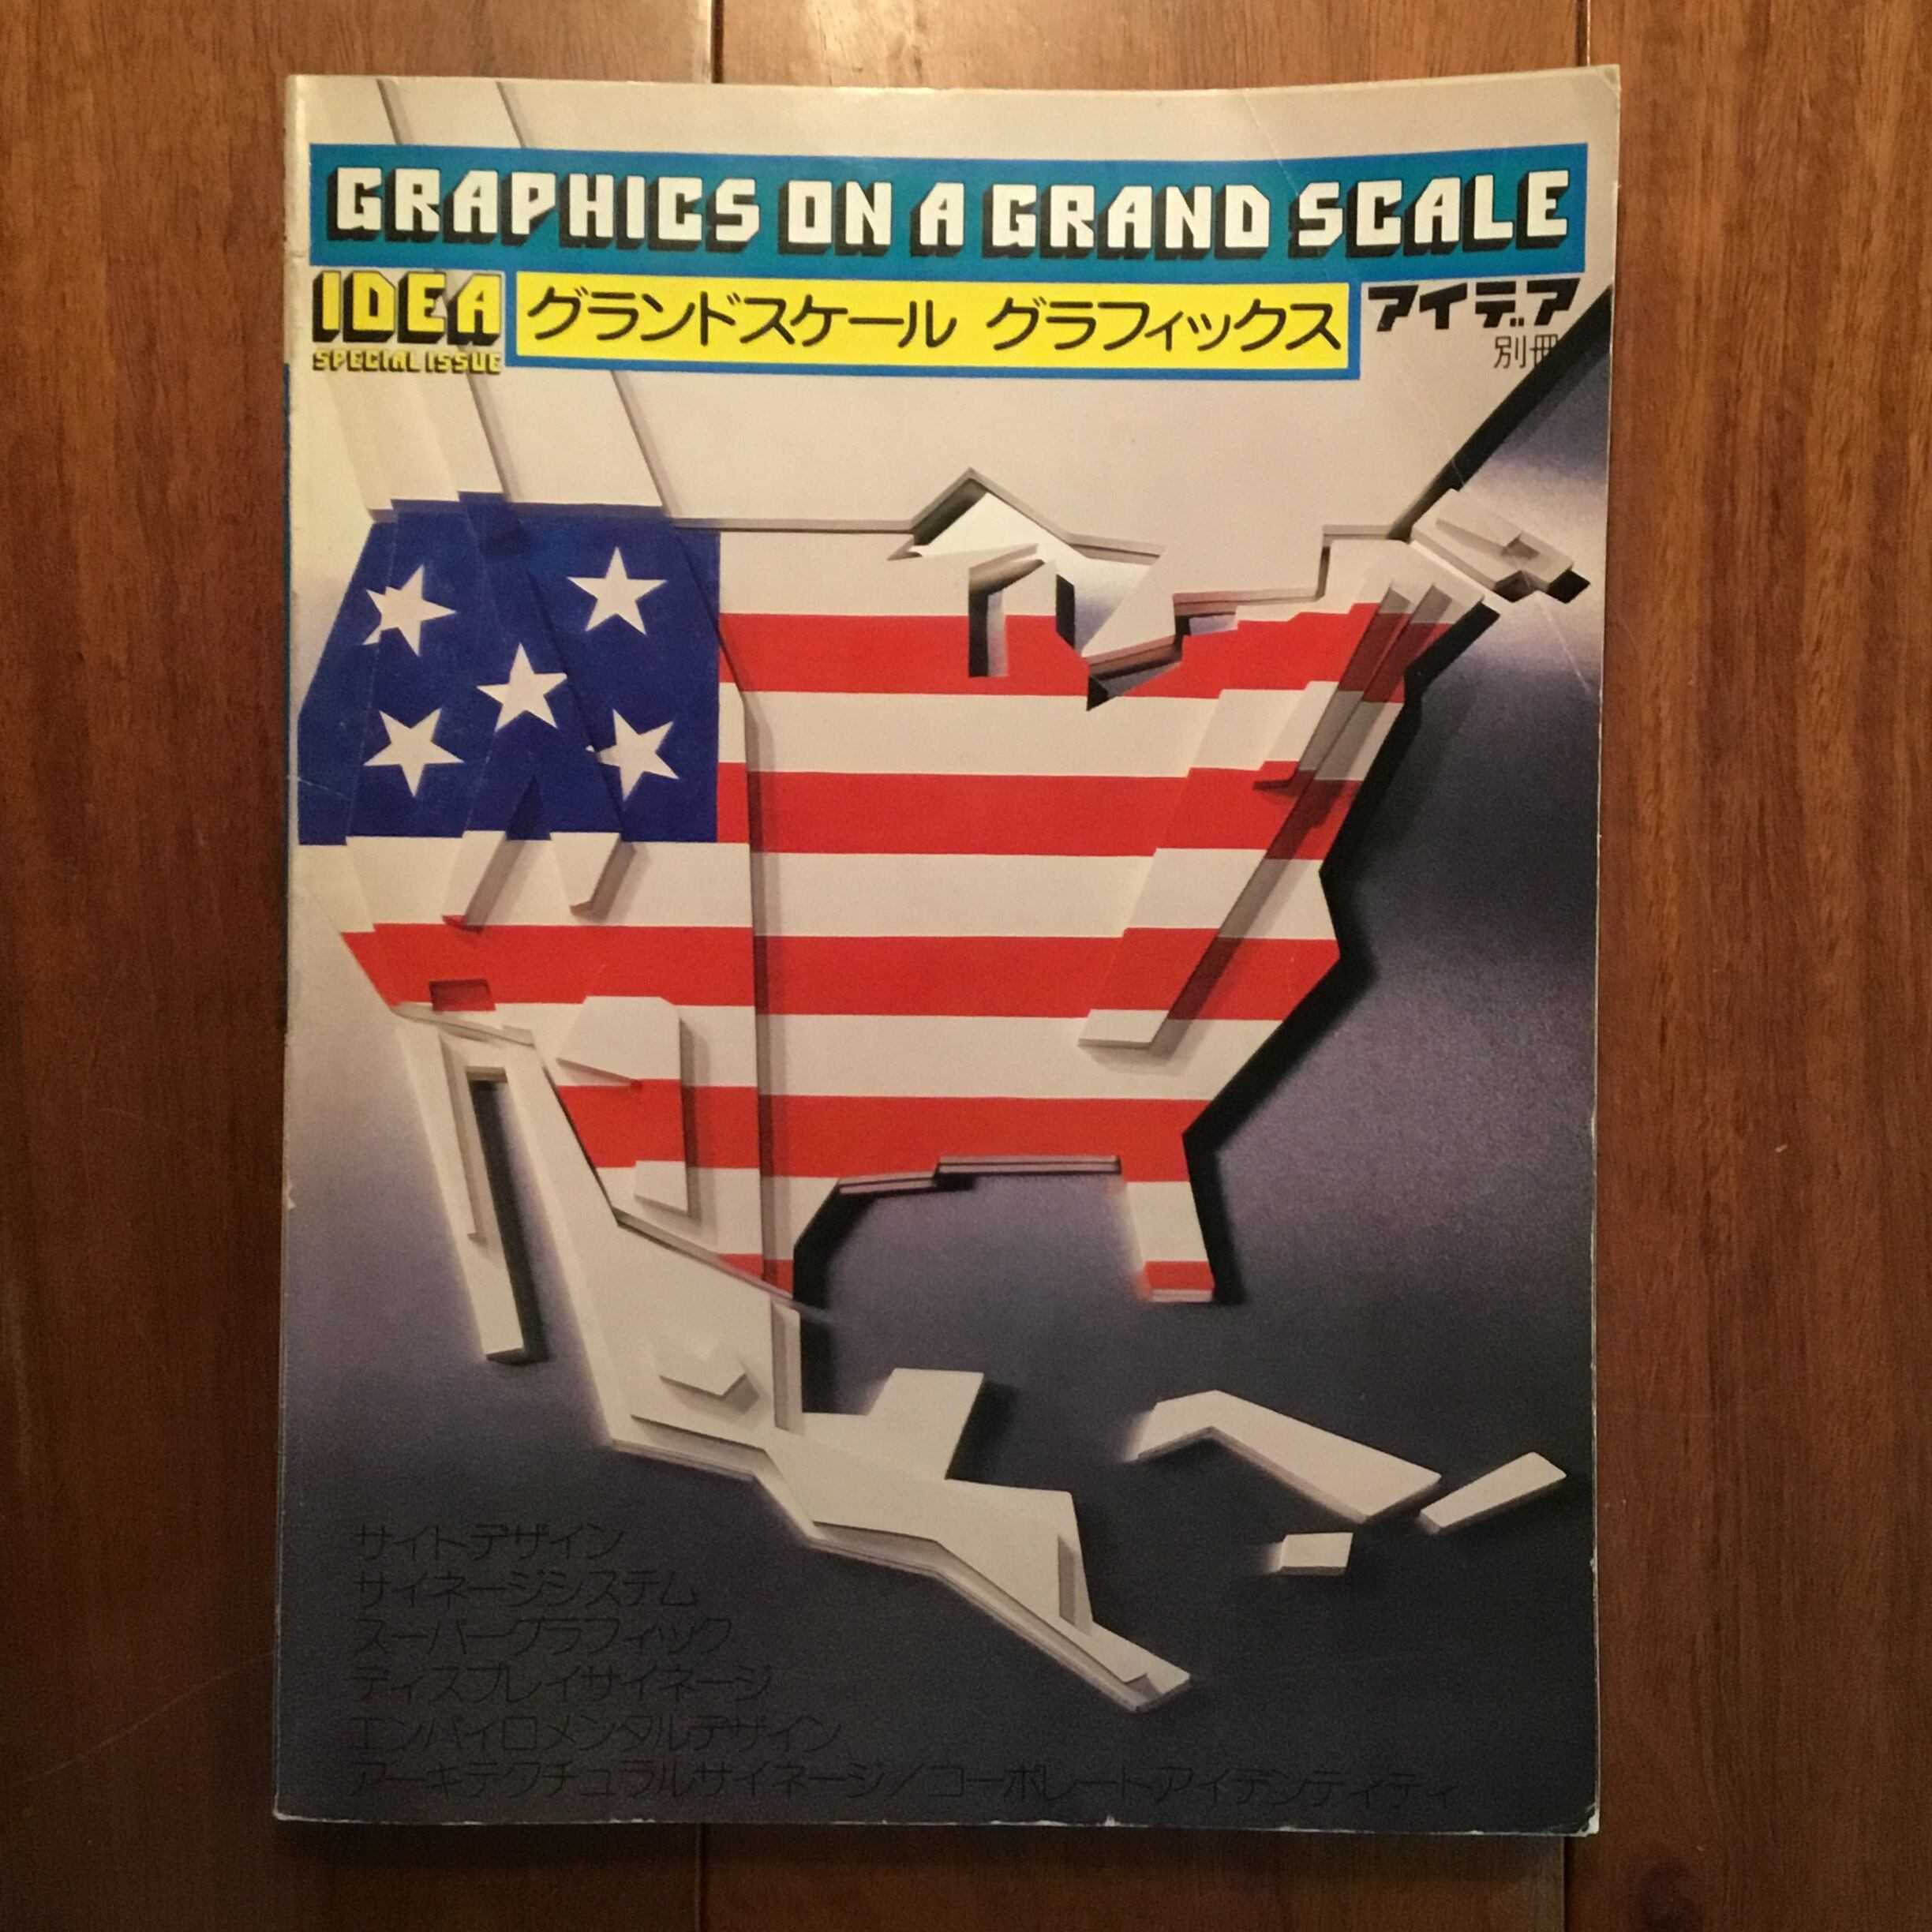 GRAPHICS ON A GRAND SCALE
IDEA
SPECIAL ISSUE
グランドスケール グラフィックス
アイデア
別冊
サイトデザイン
サイネージシステム
スーパーグラフィック
ディスプレイサイネージ
エンバイロメンタルデザイン
アーキテクチュラルサイネージ/コーポレートアイデンティティ